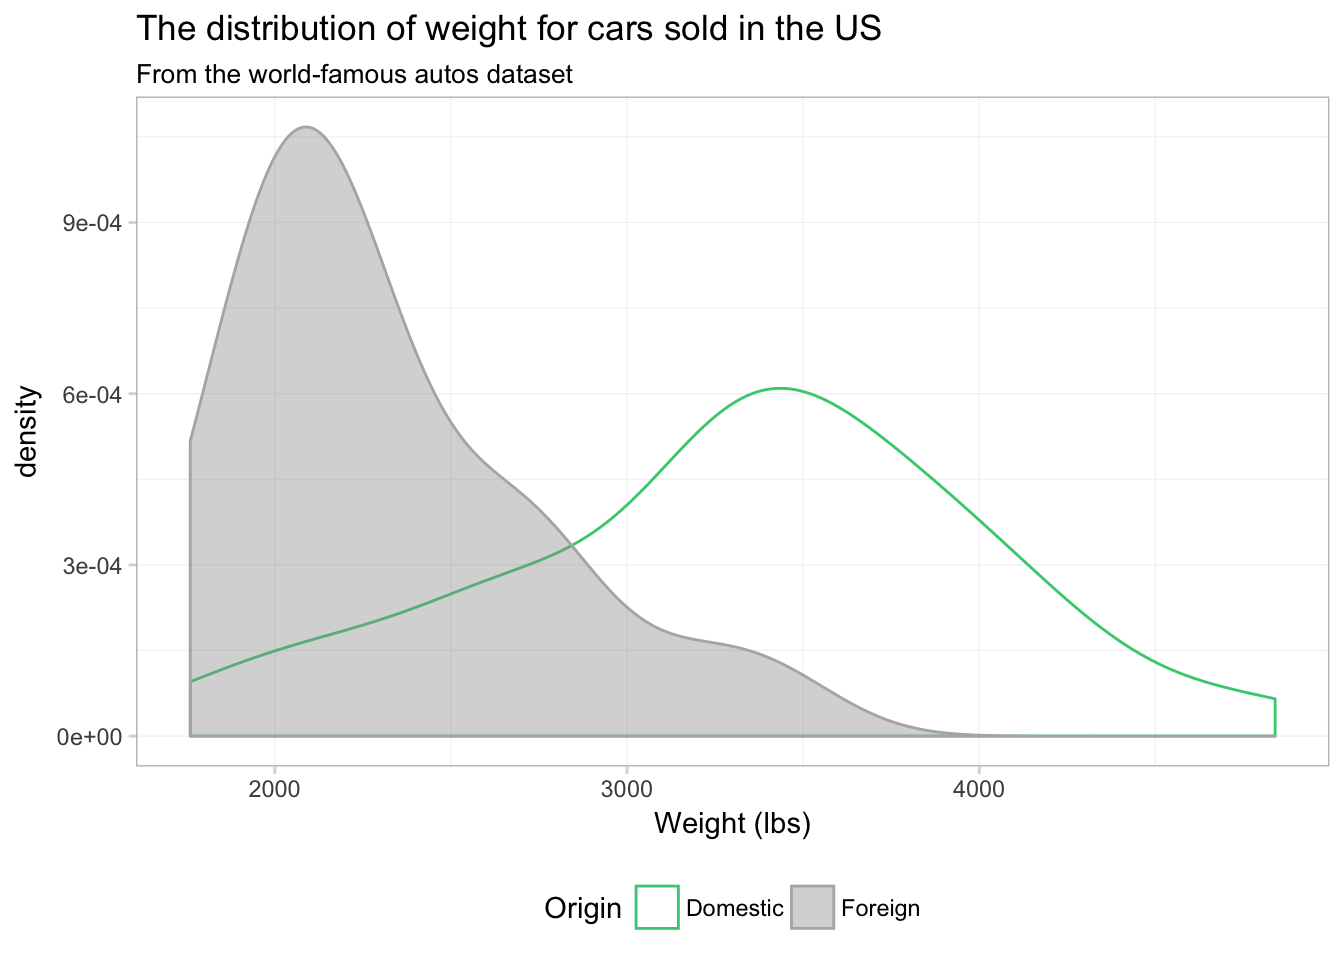 The distribution of weight for cars sold in the US
From the world-famous autos dataset
density
9e-04
6e-04
3e-04
0e+00
2000 3000 4000
Weight (lbs)
Origin Domestic Foreign